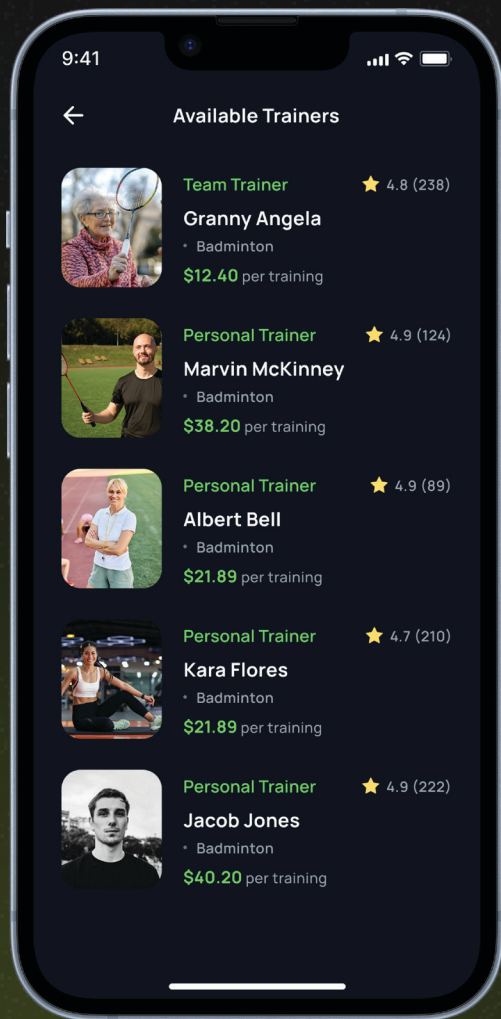 9:41
Available Trainers
Team Trainer 4.8 (238)
Granny Angela
• Badminton
$12.40 per training
Personal Trainer 4.9 (124)
Marvin McKinney
• Badminton
$38.20 per training
Personal Trainer 4.9 (89)
Albert Bell
• Badminton
$21.89 per training
Personal Trainer 4.7 (210)
Kara Flores
• Badminton
$21.89 per training
Personal Trainer 4.9 (222)
Jacob Jones
• Badminton
$40.20 per training